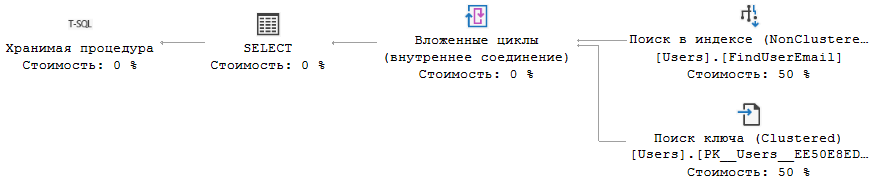 T-SQL
Хранимая процедура
Стоимость: 0 %
SELECT
Стоимость: 0 %
Вложенные циклы
(внутреннее соединение)
Стоимость: 0 %
Поиск в индексе (NonClustere…
[Users].[FindUserEmail]
Стоимость: 50 %
Поиск ключа (Clustered)
[Users].[PK__Users__EE50E8ED…
Стоимость: 50 %